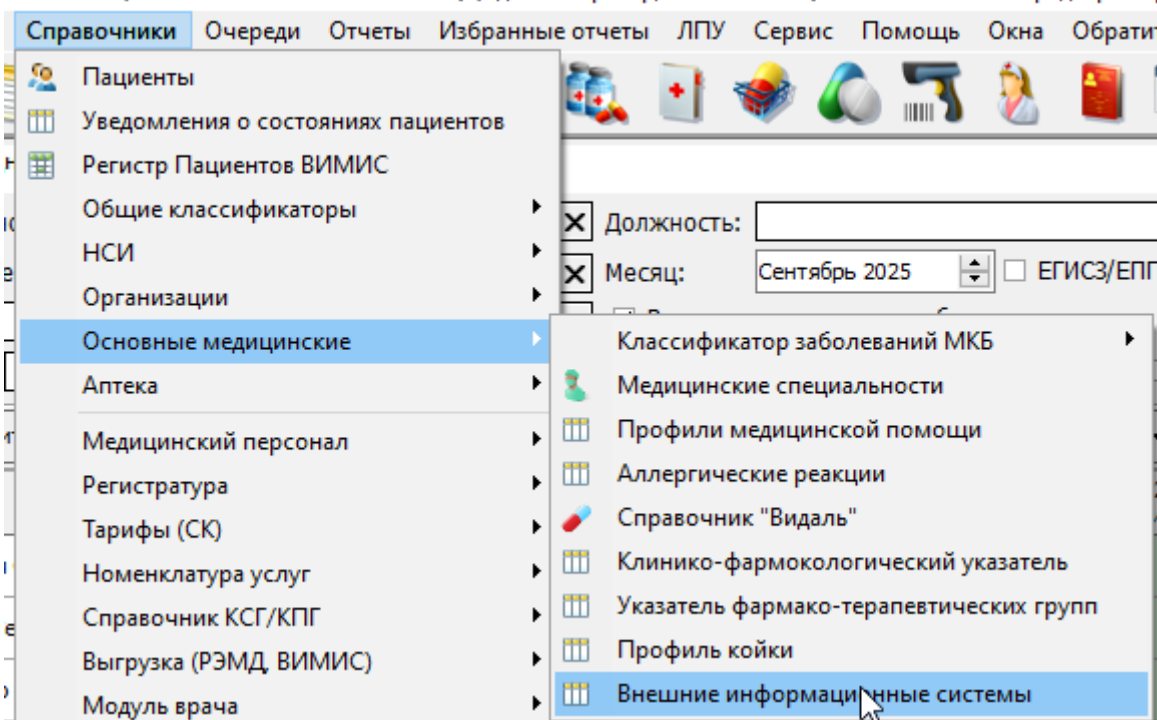 Справочники Очереди Отчеты Избранные отчеты ЛПУ Сервис Помощь Окна
Пациенты
Уведомления о состояниях пациентов
Регистр Пациентов ВИМИС
Общие классификаторы
Должность:
НСИ
Месяц: Сентябрь 2025 ЕГИСЗ/ЕПГ
Организации
Основные медицинские
Аптека
Медицинский персонал
Регистратура
Тарифы (СК)
Номенклатура услуг
Справочник КСГ/КПГ
Выгрузка (РЭМД, ВИМИС)
Модуль врача
Классификатор заболеваний МКБ
Медицинские специальности
Профили медицинской помощи
Аллергические реакции
Справочник "Видаль"
Клинико-фармокологический указатель
Указатель фармако-терапевтических групп
Профиль койки
Внешние информационные системы